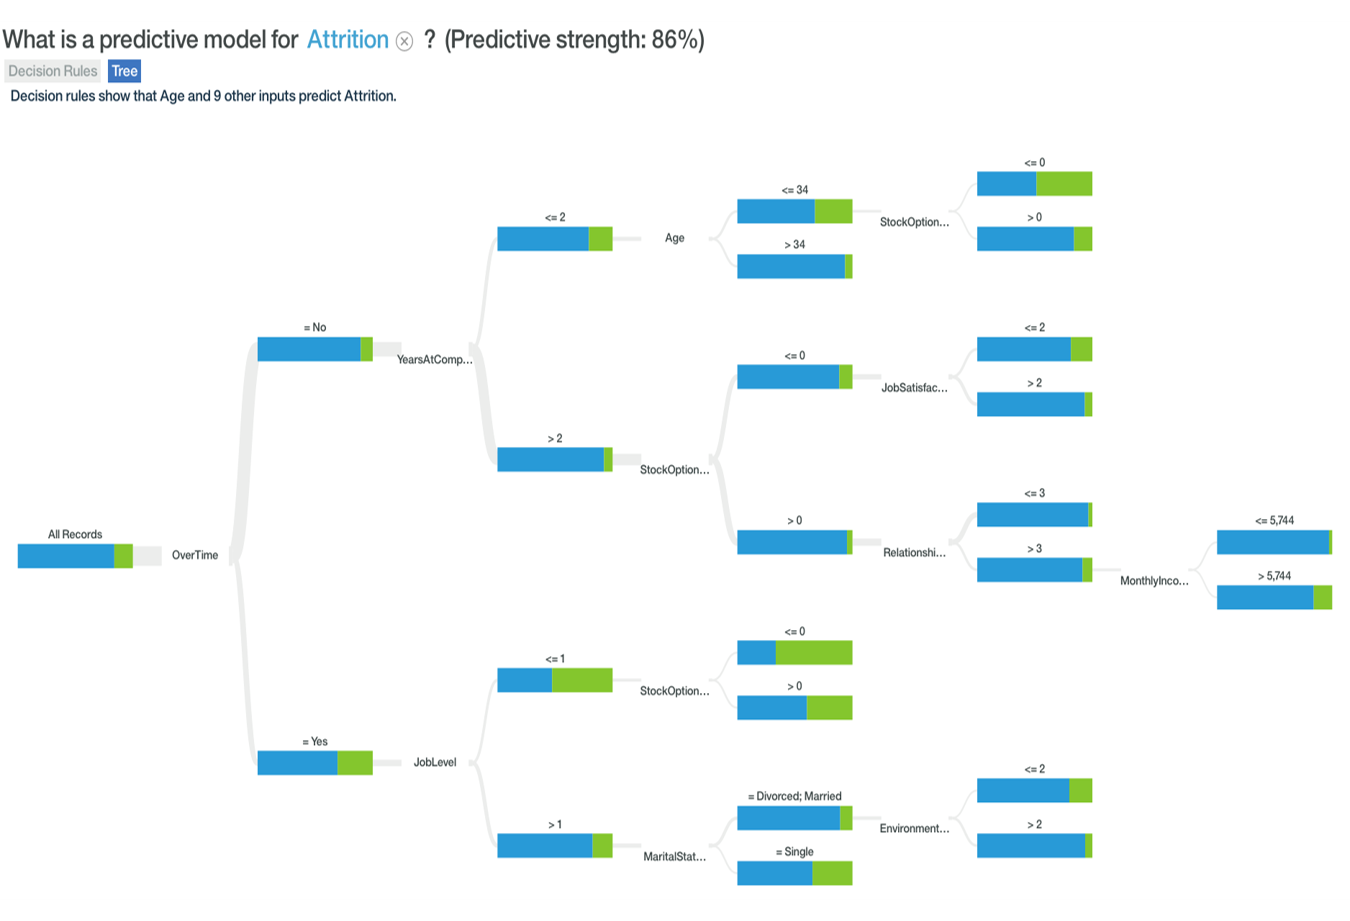 What is a predictive model for Attrition ? (Predictive strength: 86%)
Decision Rules Tree
Decision rules show that Age and 9 other inputs predict Attrition.
<= 0
<= 34
> 0
<= 2
StockOption...
Age
> 34
= No
<= 2
<= 0
YearsAtComp...
JobSatisfac...
> 2
> 2
StockOption...
<= 3
> 0
<= 5,744
All Records
> 3
Relationshi...
OverTime
MonthlyInco...
> 5,744
<= 0
<= 1
> 0
StockOption...
= Yes
JobLevel
<= 2
= Divorced; Married
> 1
> 2
Environment...
= Single
MaritalStat...